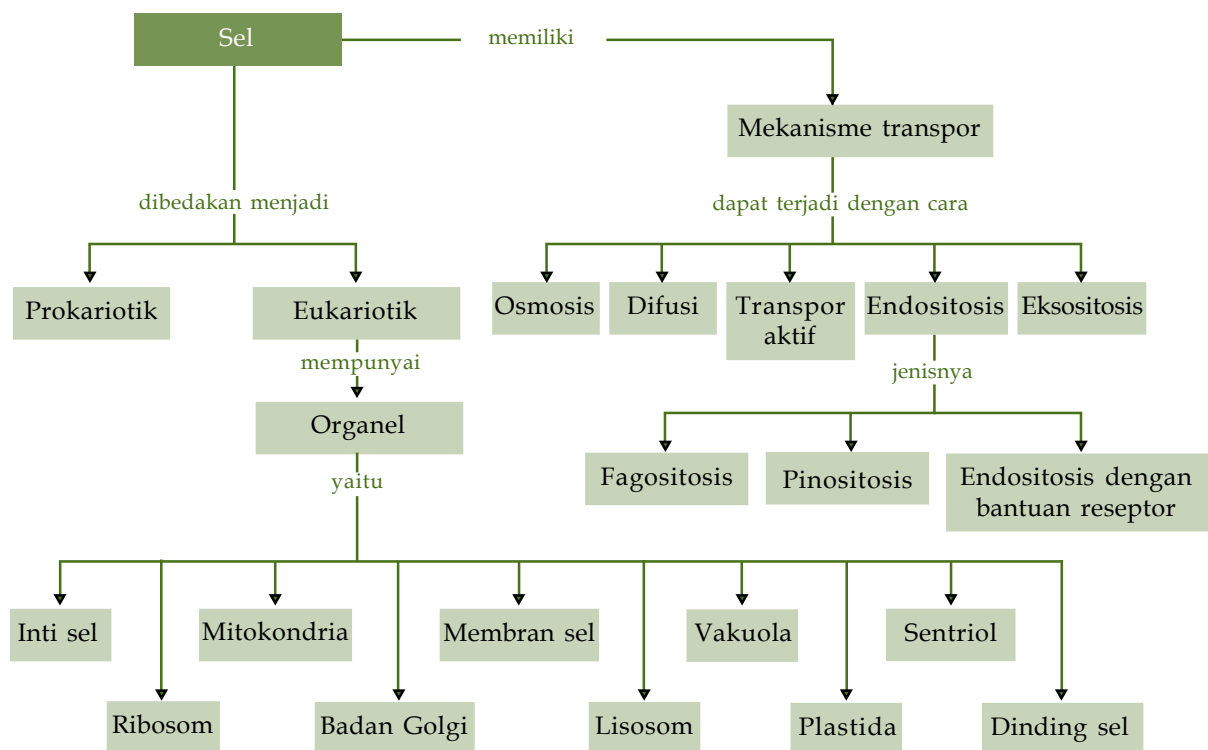 Sel
memiliki
Mekanisme transpor
dibedakan menjadi
dapat terjadi dengan cara
Prokariotik
Eukariotik
Osmosis
Difusi
Transpor
aktif
Endositosis
Eksositosis
mempunyai
jenisnya
Organel
Fagositosis
Pinositosis
Endositosis dengan
bantuan reseptor
yaitu
Inti sel
Mitokondria
Membran sel
Vakuola
Sentriol
Ribosom
Badan Golgi
Lisosom
Plastida
Dinding sel